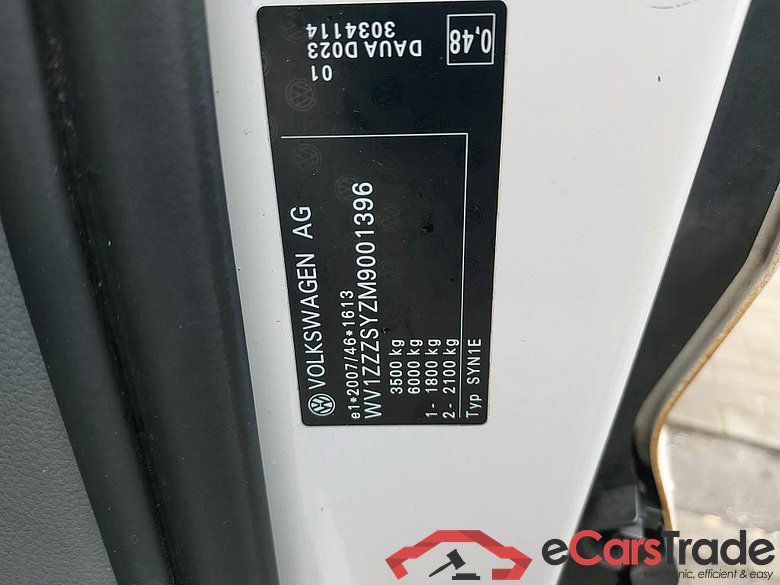 VOLKSWAGEN AG
e1*2007/46*1613
WV1ZZZSYZM9001396
3500 kg
6000 kg
1- 1800 kg
2- 2100 kg
Typ SYN1E
01
3034114
DAUA D023
0,48
eCarsTrade
electronic, efficient & easy